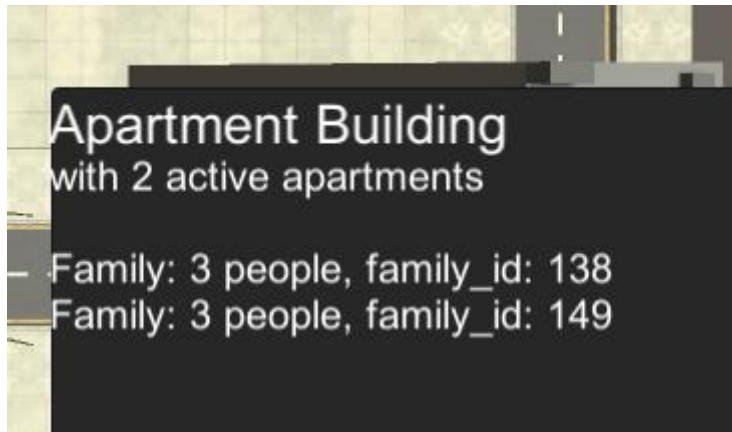 Apartment Building
with 2 active apartments
Family: 3 people, family_id: 138
Family: 3 people, family_id: 149